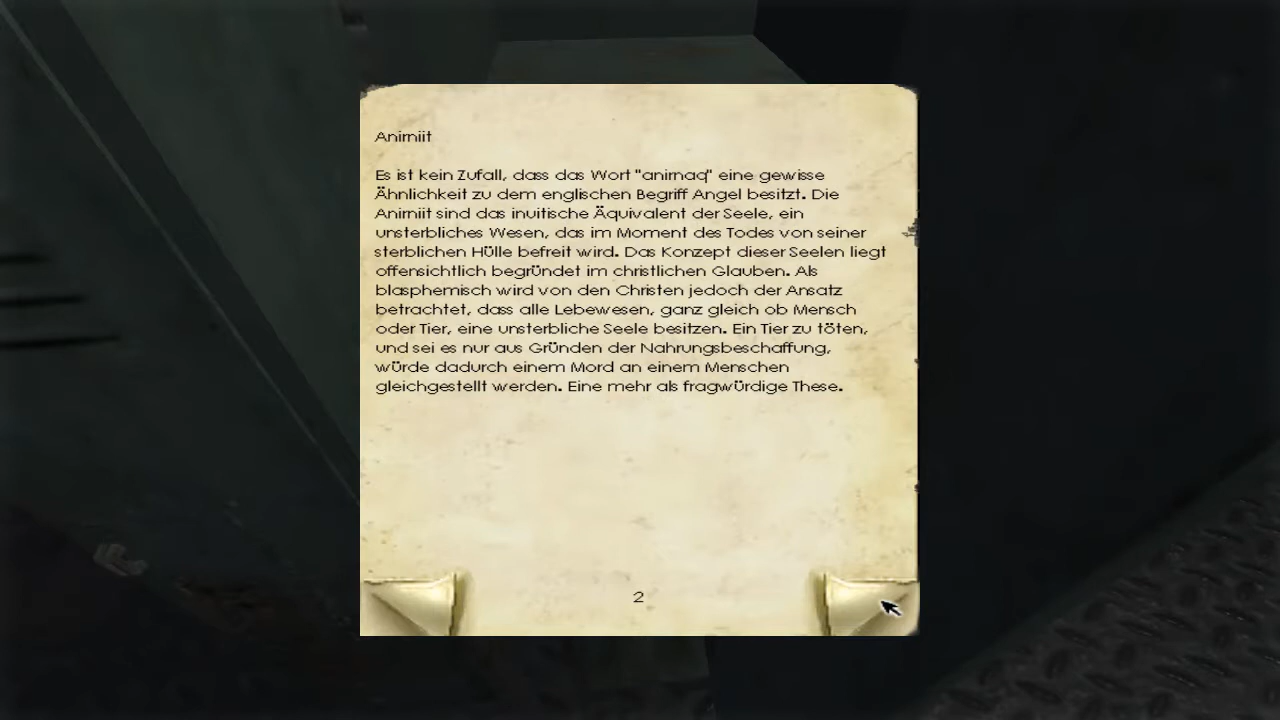 Anirniit
Es ist kein Zufall, dass das Wort "anirnaq" eine gewisse
Ähnlichkeit zu dem englischen Begriff Angel besitzt. Die
Anirniit sind das inuitische Äquivalent der Seele, ein
unsterbliches Wesen, das im Moment des Todes von seiner
sterblichen Hülle befreit wird. Das Konzept dieser Seelen liegt
offensichtlich begründet im christlichen Glauben. Als
blasphemisch wird von den Christen jedoch der Ansatz
betrachtet, dass alle Lebewesen, ganz gleich ob Mensch
oder Tier, eine unsterbliche Seele besitzen. Ein Tier zu töten,
und sei es nur aus Gründen der Nahrungsbeschaffung,
würde dadurch einem Mord an einem Menschen
gleichgestellt werden. Eine mehr als fragwürdige These.
2